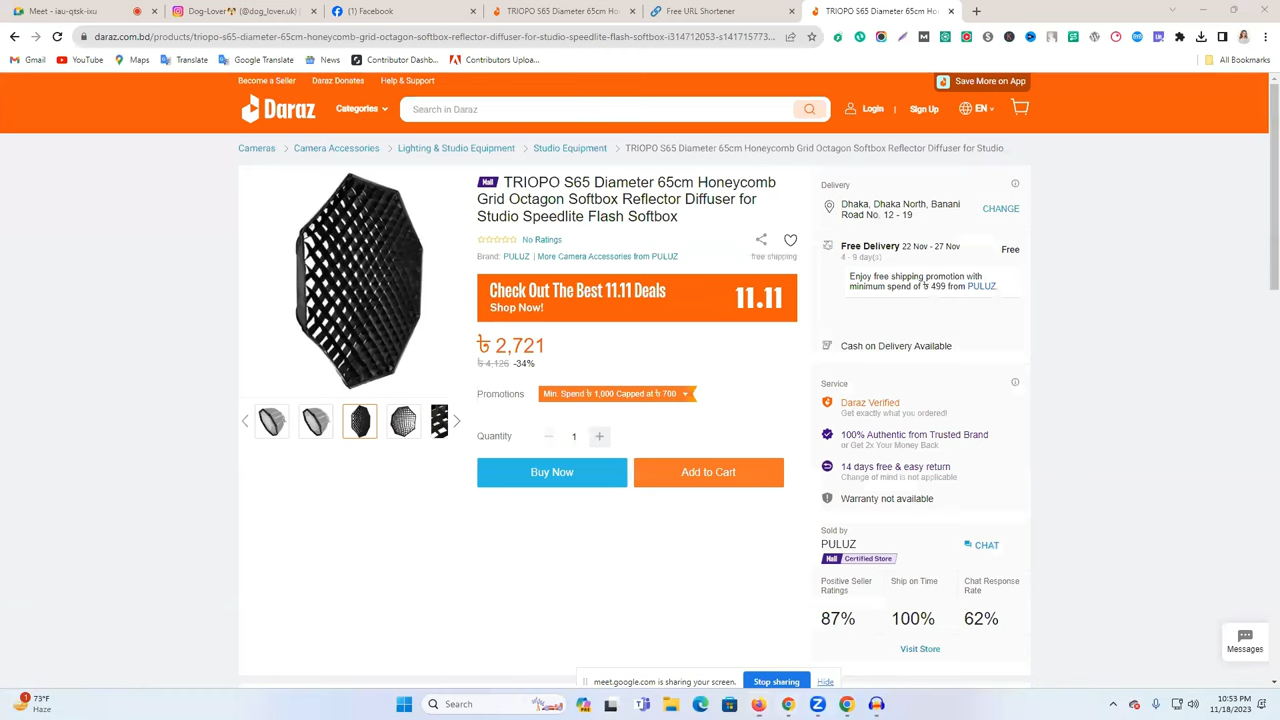 Meet - iau-qtsk-ixu
Dog-Lover (@dog_lover.uk)
(3) Facebook
TRIOPO S65 Diameter 65cm Hon
Free URL Shortener
TRIOPO S65 Diameter 65cm Ho
daraz.com.bd/products/triopo-s65-diameter-65cm-honeycomb-grid-octagon-softbox-reflector-diffuser-for-studio-speedlite-flash-softbox-i314712053-s141715773...
Gmail YouTube Maps Translate Google Translate News Contributor Dashb... Contributors Uploa... All Bookmarks
Become a Seller Daraz Donates Help & Support Save More on App
Daraz Categories Search in Daraz Login | Sign Up EN
Cameras > Camera Accessories > Lighting & Studio Equipment > Studio Equipment > TRIOPO S65 Diameter 65cm Honeycomb Grid Octagon Softbox Reflector Diffuser for Studio
Mall TRIOPO S65 Diameter 65cm Honeycomb
Grid Octagon Softbox Reflector Diffuser for
Studio Speedlite Flash Softbox
No Ratings
Brand: PULUZ | More Camera Accessories from PULUZ free shipping
Check Out The Best 11.11 Deals
Shop Now!
11.11
৳ 2,721
৳ 4,126 -34%
Promotions Min. Spend ৳ 1,000 Capped at ৳ 700
Quantity 1
Buy Now Add to Cart
Delivery
Dhaka, Dhaka North, Banani
Road No. 12 - 19
CHANGE
Free Delivery 22 Nov - 27 Nov Free
4 - 9 day(s)
Enjoy free shipping promotion with
minimum spend of ৳ 499 from PULUZ.
Cash on Delivery Available
Service
Daraz Verified
Get exactly what you ordered!
100% Authentic from Trusted Brand
or Get 2x Your Money Back
14 days free & easy return
Change of mind is not applicable
Warranty not available
Sold by
PULUZ
Mall Certified Store
CHAT
Positive Seller Ratings
Ship on Time
Chat Response Rate
87% 100% 62%
Visit Store
Messages
meet.google.com is sharing your screen. Stop sharing Hide
73°F
Haze
Search
10:53 PM
11/18/2023